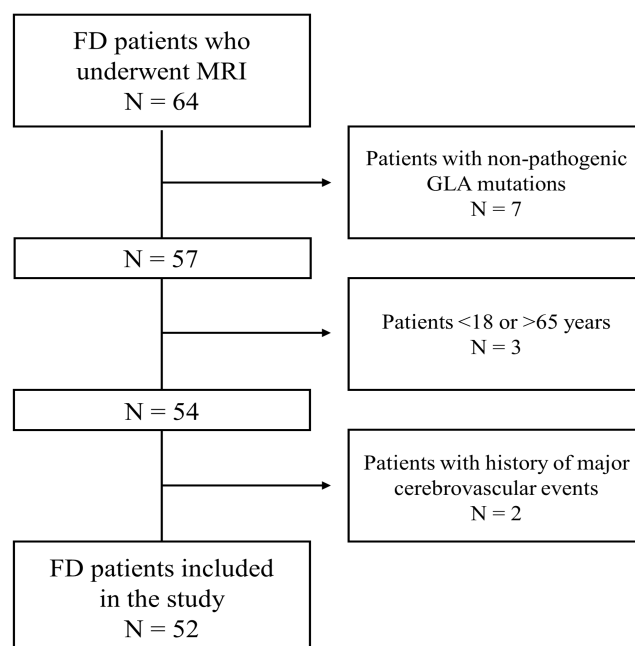 FD patients who
underwent MRI
N = 64
Patients with non-pathogenic
GLA mutations
N = 7
N = 57
Patients <18 or >65 years
N = 3
N = 54
Patients with history of major
cerebrovascular events
N = 2
FD patients included
in the study
N = 52